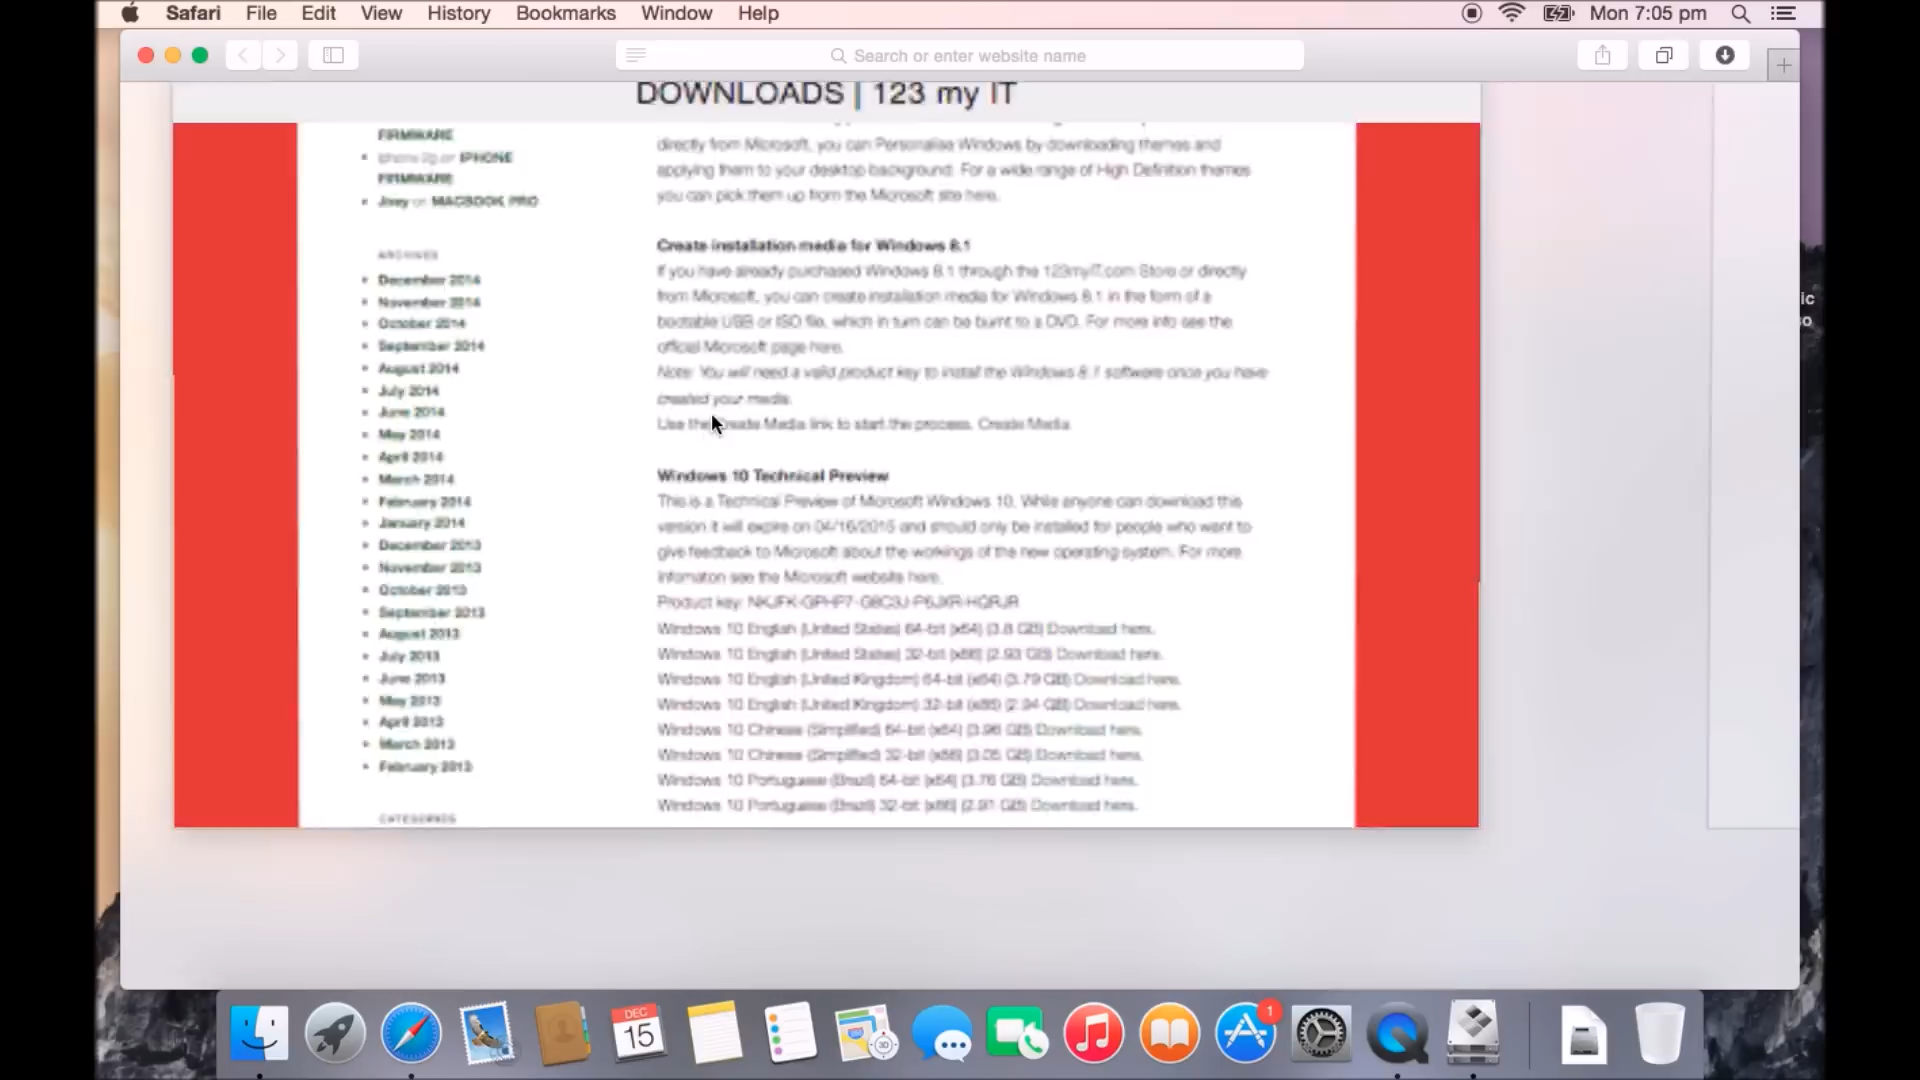 Safari File Edit View History Bookmarks Window Help Mon 7:05 pm
Search or enter website name
DOWNLOADS | 123 my IT
FIRMWARE
Iphone 2g on IPHONE
FIRMWARE
Joey on MACBOOK PRO
ARCHIVES
December 2014
November 2014
October 2014
September 2014
August 2014
July 2014
June 2014
May 2014
April 2014
March 2014
February 2014
January 2014
December 2013
November 2013
October 2013
September 2013
August 2013
July 2013
June 2013
May 2013
April 2013
March 2013
February 2013
CATEGORIES
directly from Microsoft, you can Personalise Windows by downloading themes and
applying them to your desktop background. For a wide range of High Definition themes
you can pick them up from the Microsoft site here.
Create installation media for Windows 8.1
If you have already purchased Windows 8.1 through the 123myIT.com Store or directly
from Microsoft, you can create installation media for Windows 8.1 in the form of a
bootable USB or ISO file, which in turn can be burnt to a DVD. For more info see the
official Microsoft page here.
Note: You will need a valid product key to install the Windows 8.1 software once you have
created your media.
Use the Create Media link to start the process. Create Media
Windows 10 Technical Preview
This is a Technical Preview of Microsoft Windows 10. While anyone can download this
version it will expire on 04/16/2015 and should only be installed for people who want to
give feedback to Microsoft about the workings of the new operating system. For more
infomaton see the Microsoft website here.
Product key:
Windows 10 English (United States) 64-bit (x64) (3.8 GB) Download here.
Windows 10 English (United States) 32-bit (x86) (2.93 GB) Download here.
Windows 10 English (United Kingdom) 64-bit (x64) (3.79 GB) Download here.
Windows 10 English (United Kingdom) 32-bit (x86) (2.94 GB) Download here.
Windows 10 Chinese (Simplified) 64-bit (x64) (3.96 GB) Download here.
Windows 10 Chinese (Simplified) 32-bit (x86) (3.05 GB) Download here.
Windows 10 Portuguese (Brazil) 64-bit (x64) (3.76 GB) Download here.
Windows 10 Portuguese (Brazil) 32-bit (x86) (2.91 GB) Download here.
ic
DEC
15
3D
1